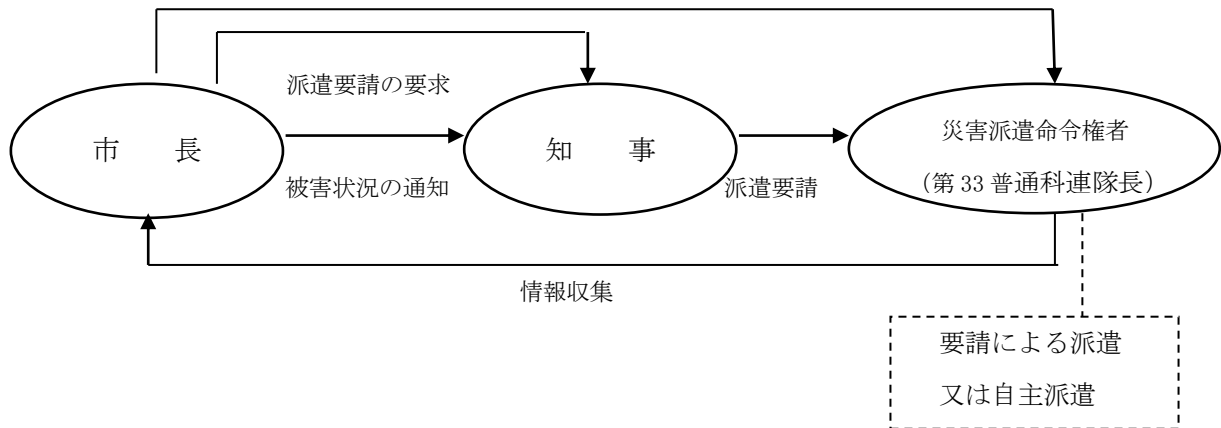 派遣要請の要求
市　　長
知　　事
災害派遣命令権者
（第 33 普通科連隊長）
被害状況の通知
派遣要請
情報収集
要請による派遣
又は自主派遣